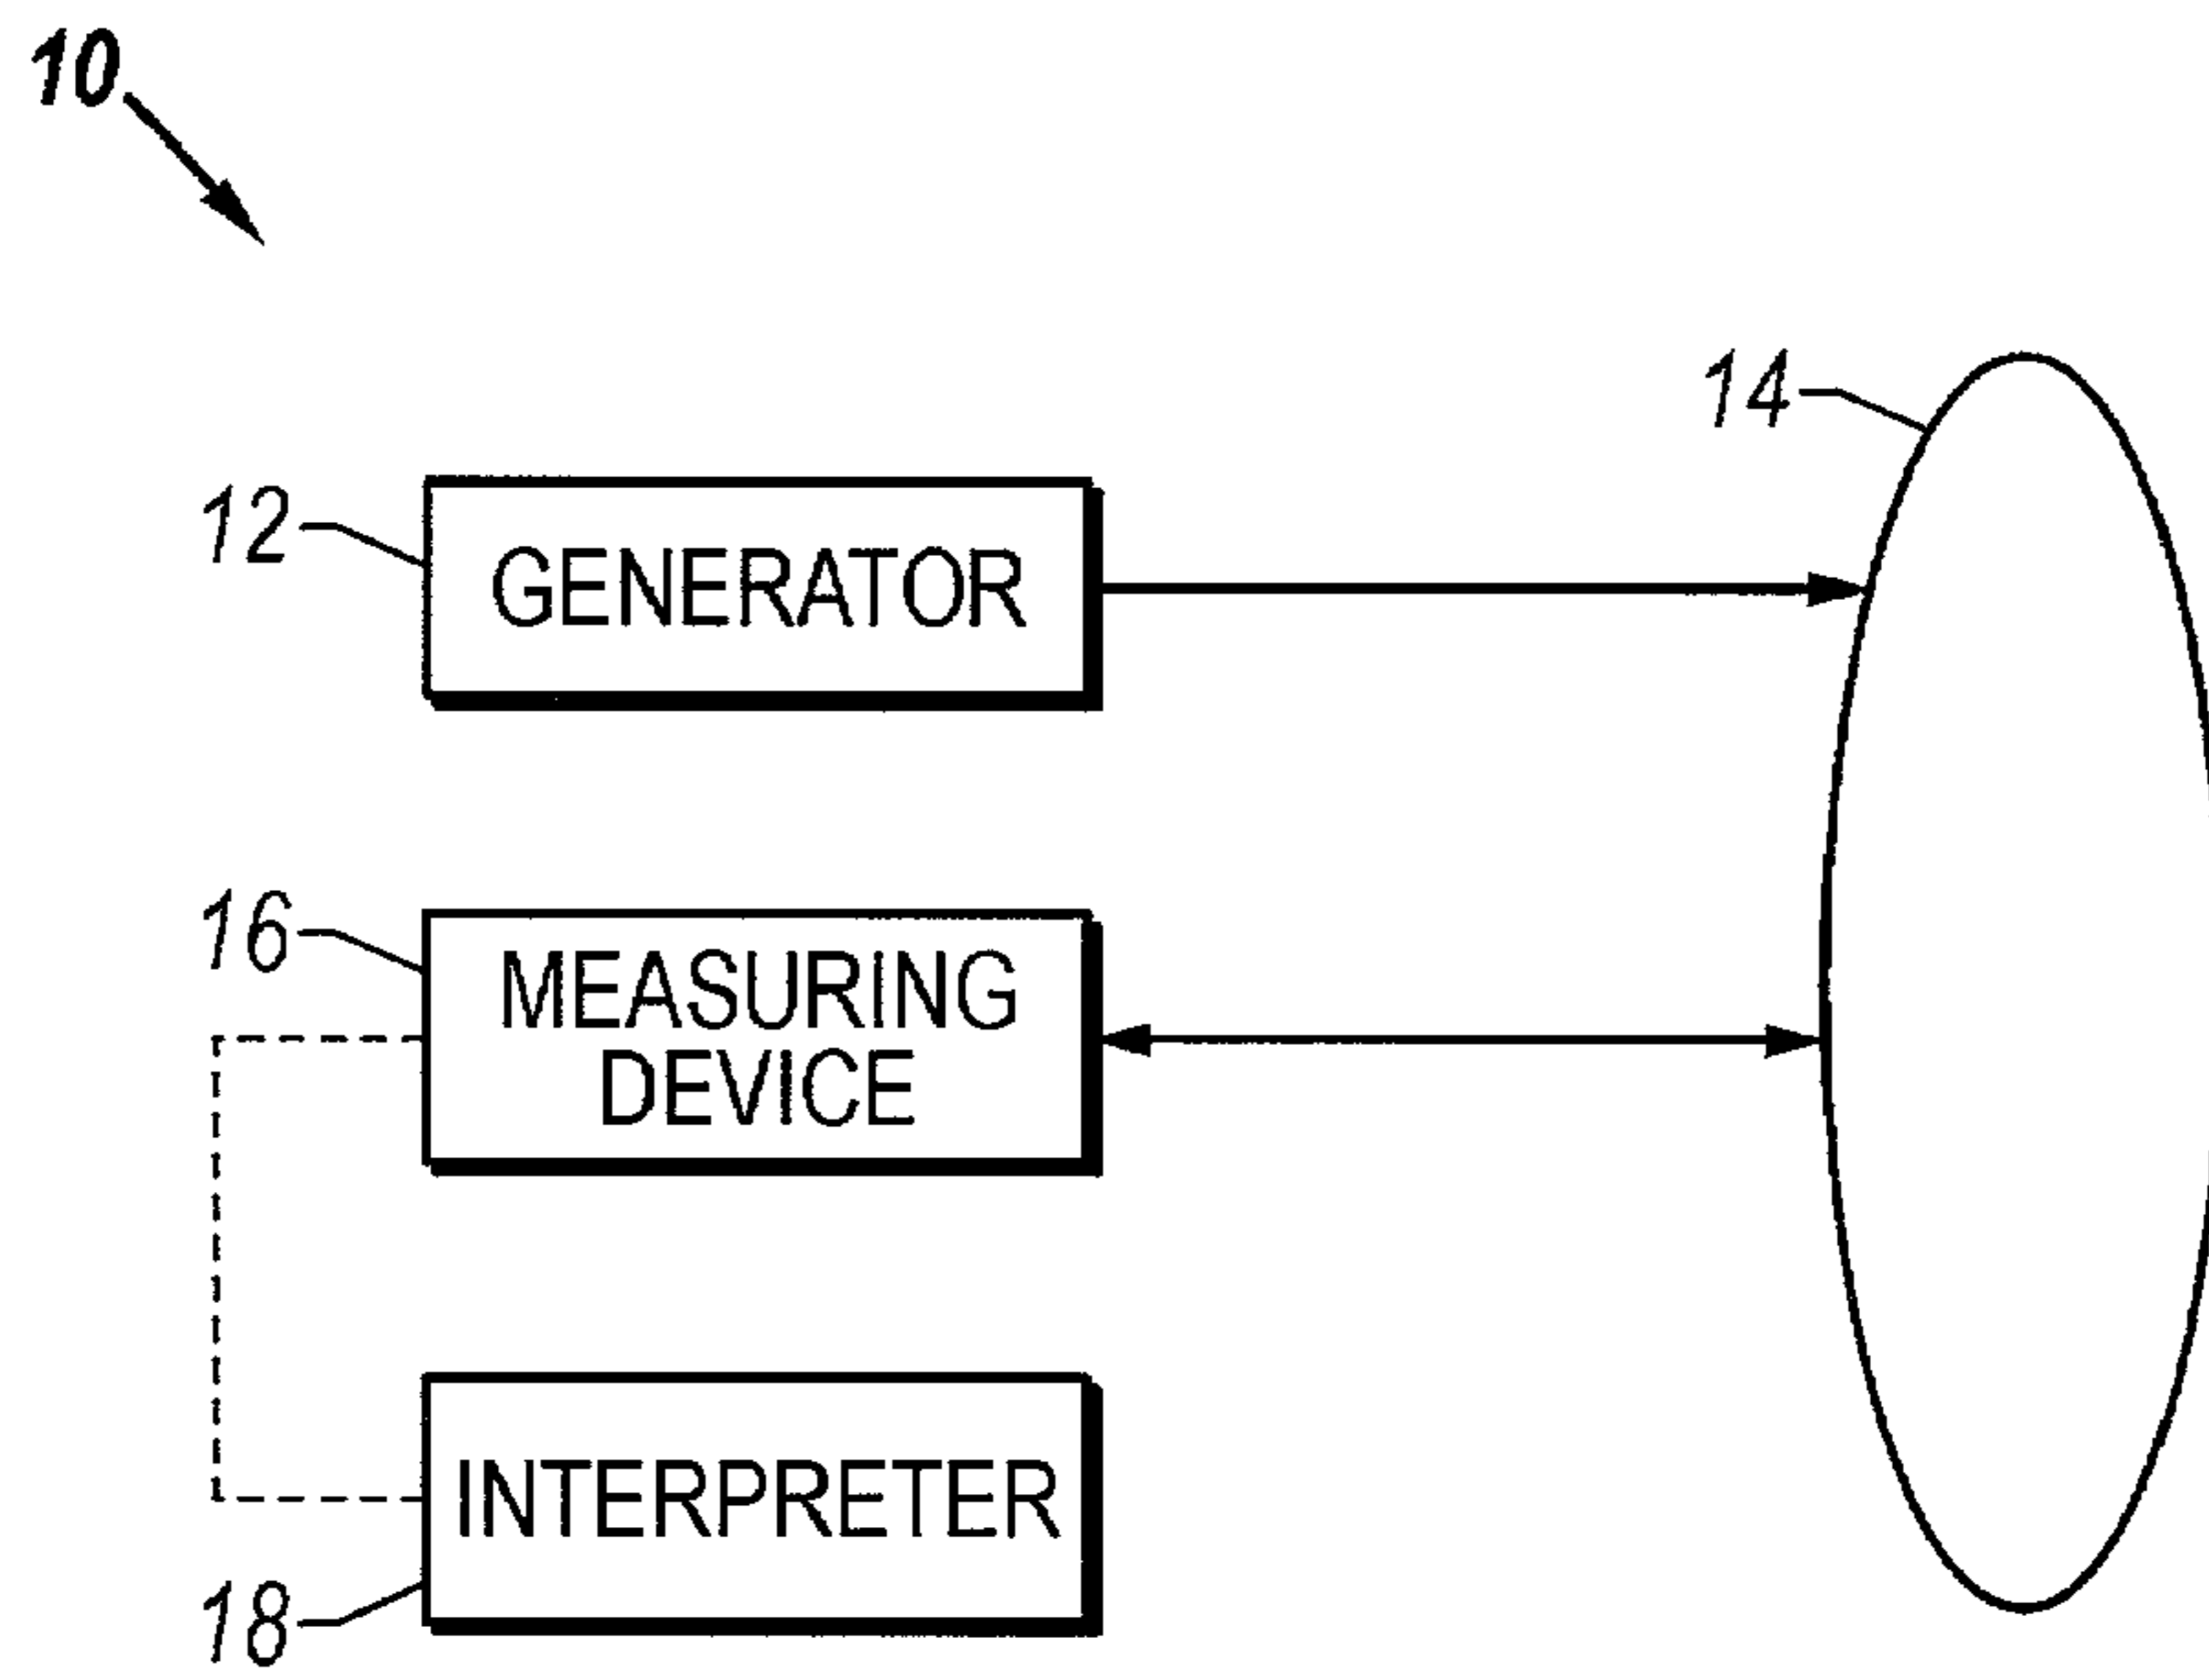 10
14
12
GENERATOR
16
MEASURING
DEVICE
INTERPRETER
18